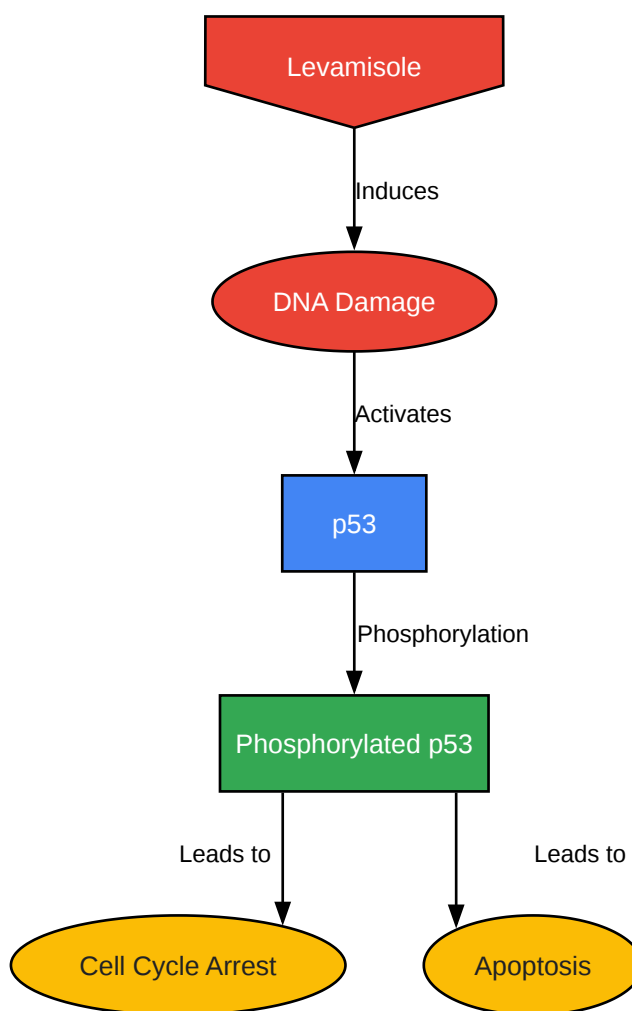 Levamisole
Induces
DNA Damage
Activates
p53
Phosphorylation
Phosphorylated p53
Leads to
Leads to
Cell Cycle Arrest
Apoptosis